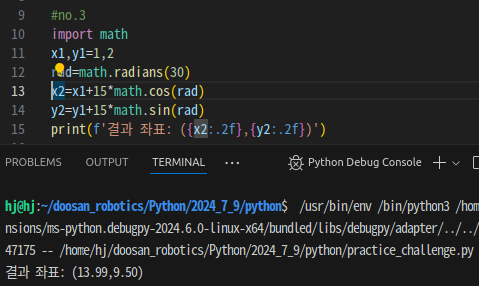 9 #no.3
10 import math
11 x1,y1=1,2
12 rad=math.radians(30)
13 x2=x1+15*math.cos(rad)
14 y2=y1+15*math.sin(rad)
15 print(f'결과 좌표: ({x2:.2f},{y2:.2f})')
PROBLEMS OUTPUT TERMINAL ··· Python Debug Console
hj@hj:~/doosan_robotics/Python/2024_7_9/python$ /usr/bin/env /bin/python3 /hom
nsions/ms-python.debugpy-2024.6.0-linux-x64/bundled/libs/debugpy/adapter/../../
47175 -- /home/hj/doosan_robotics/Python/2024_7_9/python/practice_challenge.py
결과 좌표: (13.99,9.50)